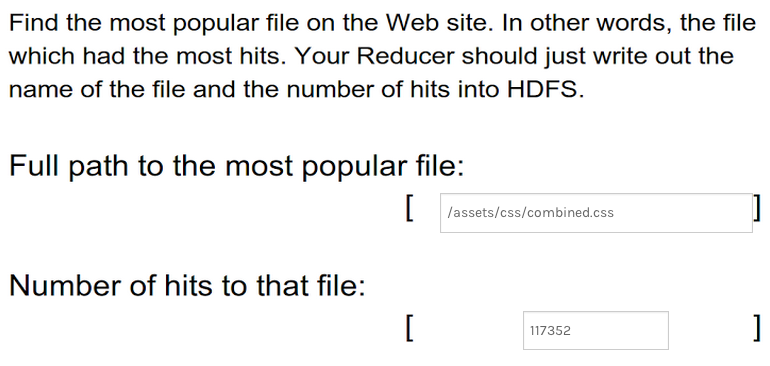 Find the most popular file on the Web site. In other words, the file
which had the most hits. Your Reducer should just write out the
name of the file and the number of hits into HDFS.
Full path to the most popular file:
[ /assets/css/combined.css ]
Number of hits to that file:
[ 117352 ]